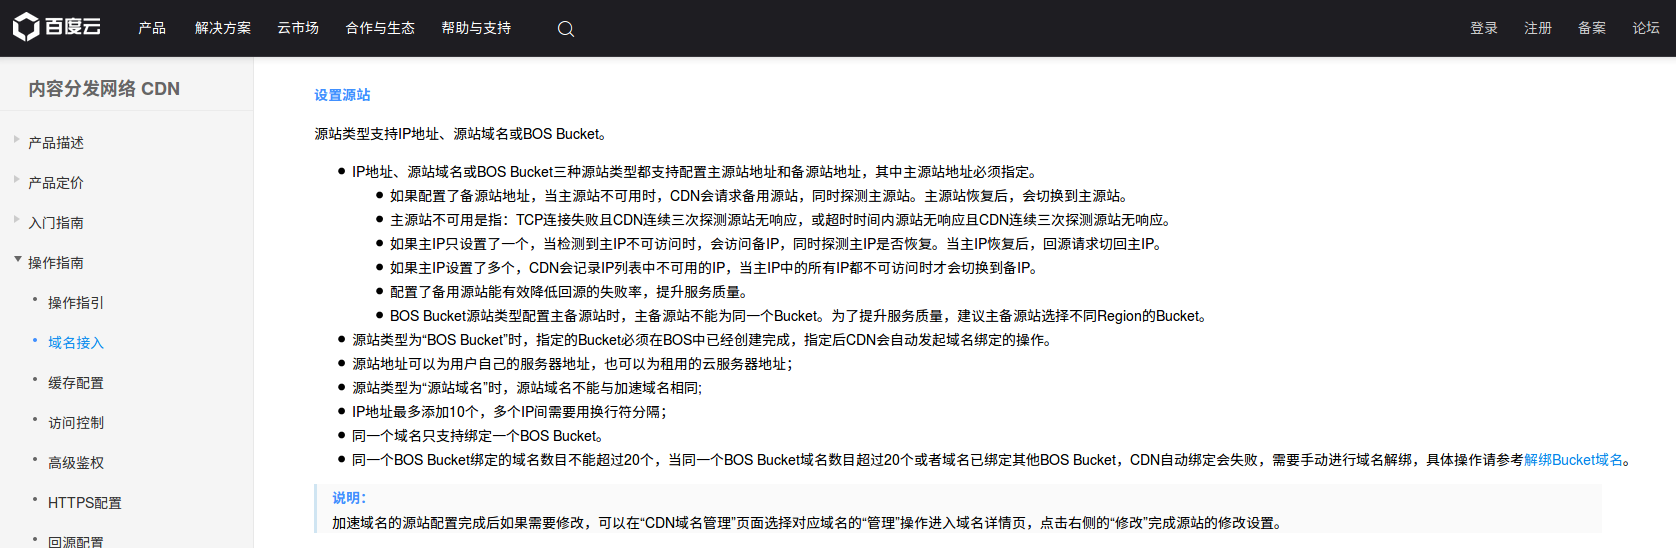 百度云 产品 解决方案 云市场 合作与生态 帮助与支持 登录 注册 备案 论坛
内容分发网络 CDN
产品描述
产品定价
入门指南
操作指南
操作指引
域名接入
缓存配置
访问控制
高级鉴权
HTTPS配置
回源配置
设置源站
源站类型支持IP地址、源站域名或BOS Bucket。
IP地址、源站域名或BOS Bucket三种源站类型都支持配置主源站地址和备源站地址，其中主源站地址必须指定。
如果配置了备源站地址，当主源站不可用时，CDN会请求备用源站，同时探测主源站。主源站恢复后，会切换到主源站。
主源站不可用是指：TCP连接失败且CDN连续三次探测源站无响应，或超时时间内源站无响应且CDN连续三次探测源站无响应。
如果主IP只设置了一个，当检测到主IP不可访问时，会访问备IP，同时探测主IP是否恢复。当主IP恢复后，回源请求切回主IP。
如果主IP设置了多个，CDN会记录IP列表中不可用的IP，当主IP中的所有IP都不可访问时才会切换到备IP。
配置了备用源站能有效降低回源的失败率，提升服务质量。
BOS Bucket源站类型配置主备源站时，主备源站不能为同一个Bucket。为了提升服务质量，建议主备源站选择不同Region的Bucket。
源站类型为“BOS Bucket”时，指定的Bucket必须在BOS中已经创建完成，指定后CDN会自动发起域名绑定的操作。
源站地址可以为用户自己的服务器地址，也可以为租用的云服务器地址；
源站类型为“源站域名”时，源站域名不能与加速域名相同;
IP地址最多添加10个，多个IP间需要用换行符分隔；
同一个域名只支持绑定一个BOS Bucket。
同一个BOS Bucket绑定的域名数目不能超过20个，当同一个BOS Bucket域名数目超过20个或者域名已绑定其他BOS Bucket，CDN自动绑定会失败，需要手动进行域名解绑，具体操作请参考解绑Bucket域名。
说明：
加速域名的源站配置完成后如果需要修改，可以在“CDN域名管理”页面选择对应域名的“管理”操作进入域名详情页，点击右侧的“修改”完成源站的修改设置。